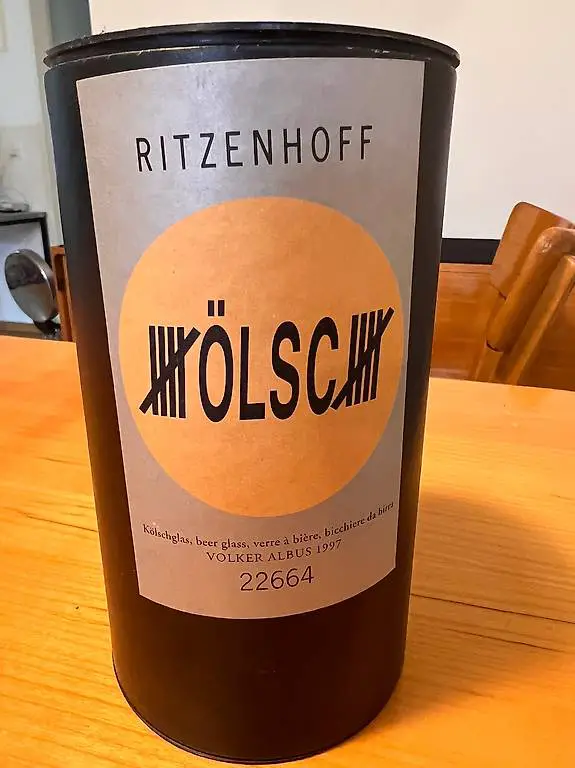 RITZENHOFF
KÖLSCH
Kölschglas, beer glass, verre à bière, bicchiere da birra
VOLKER ALBUS 1997
22664